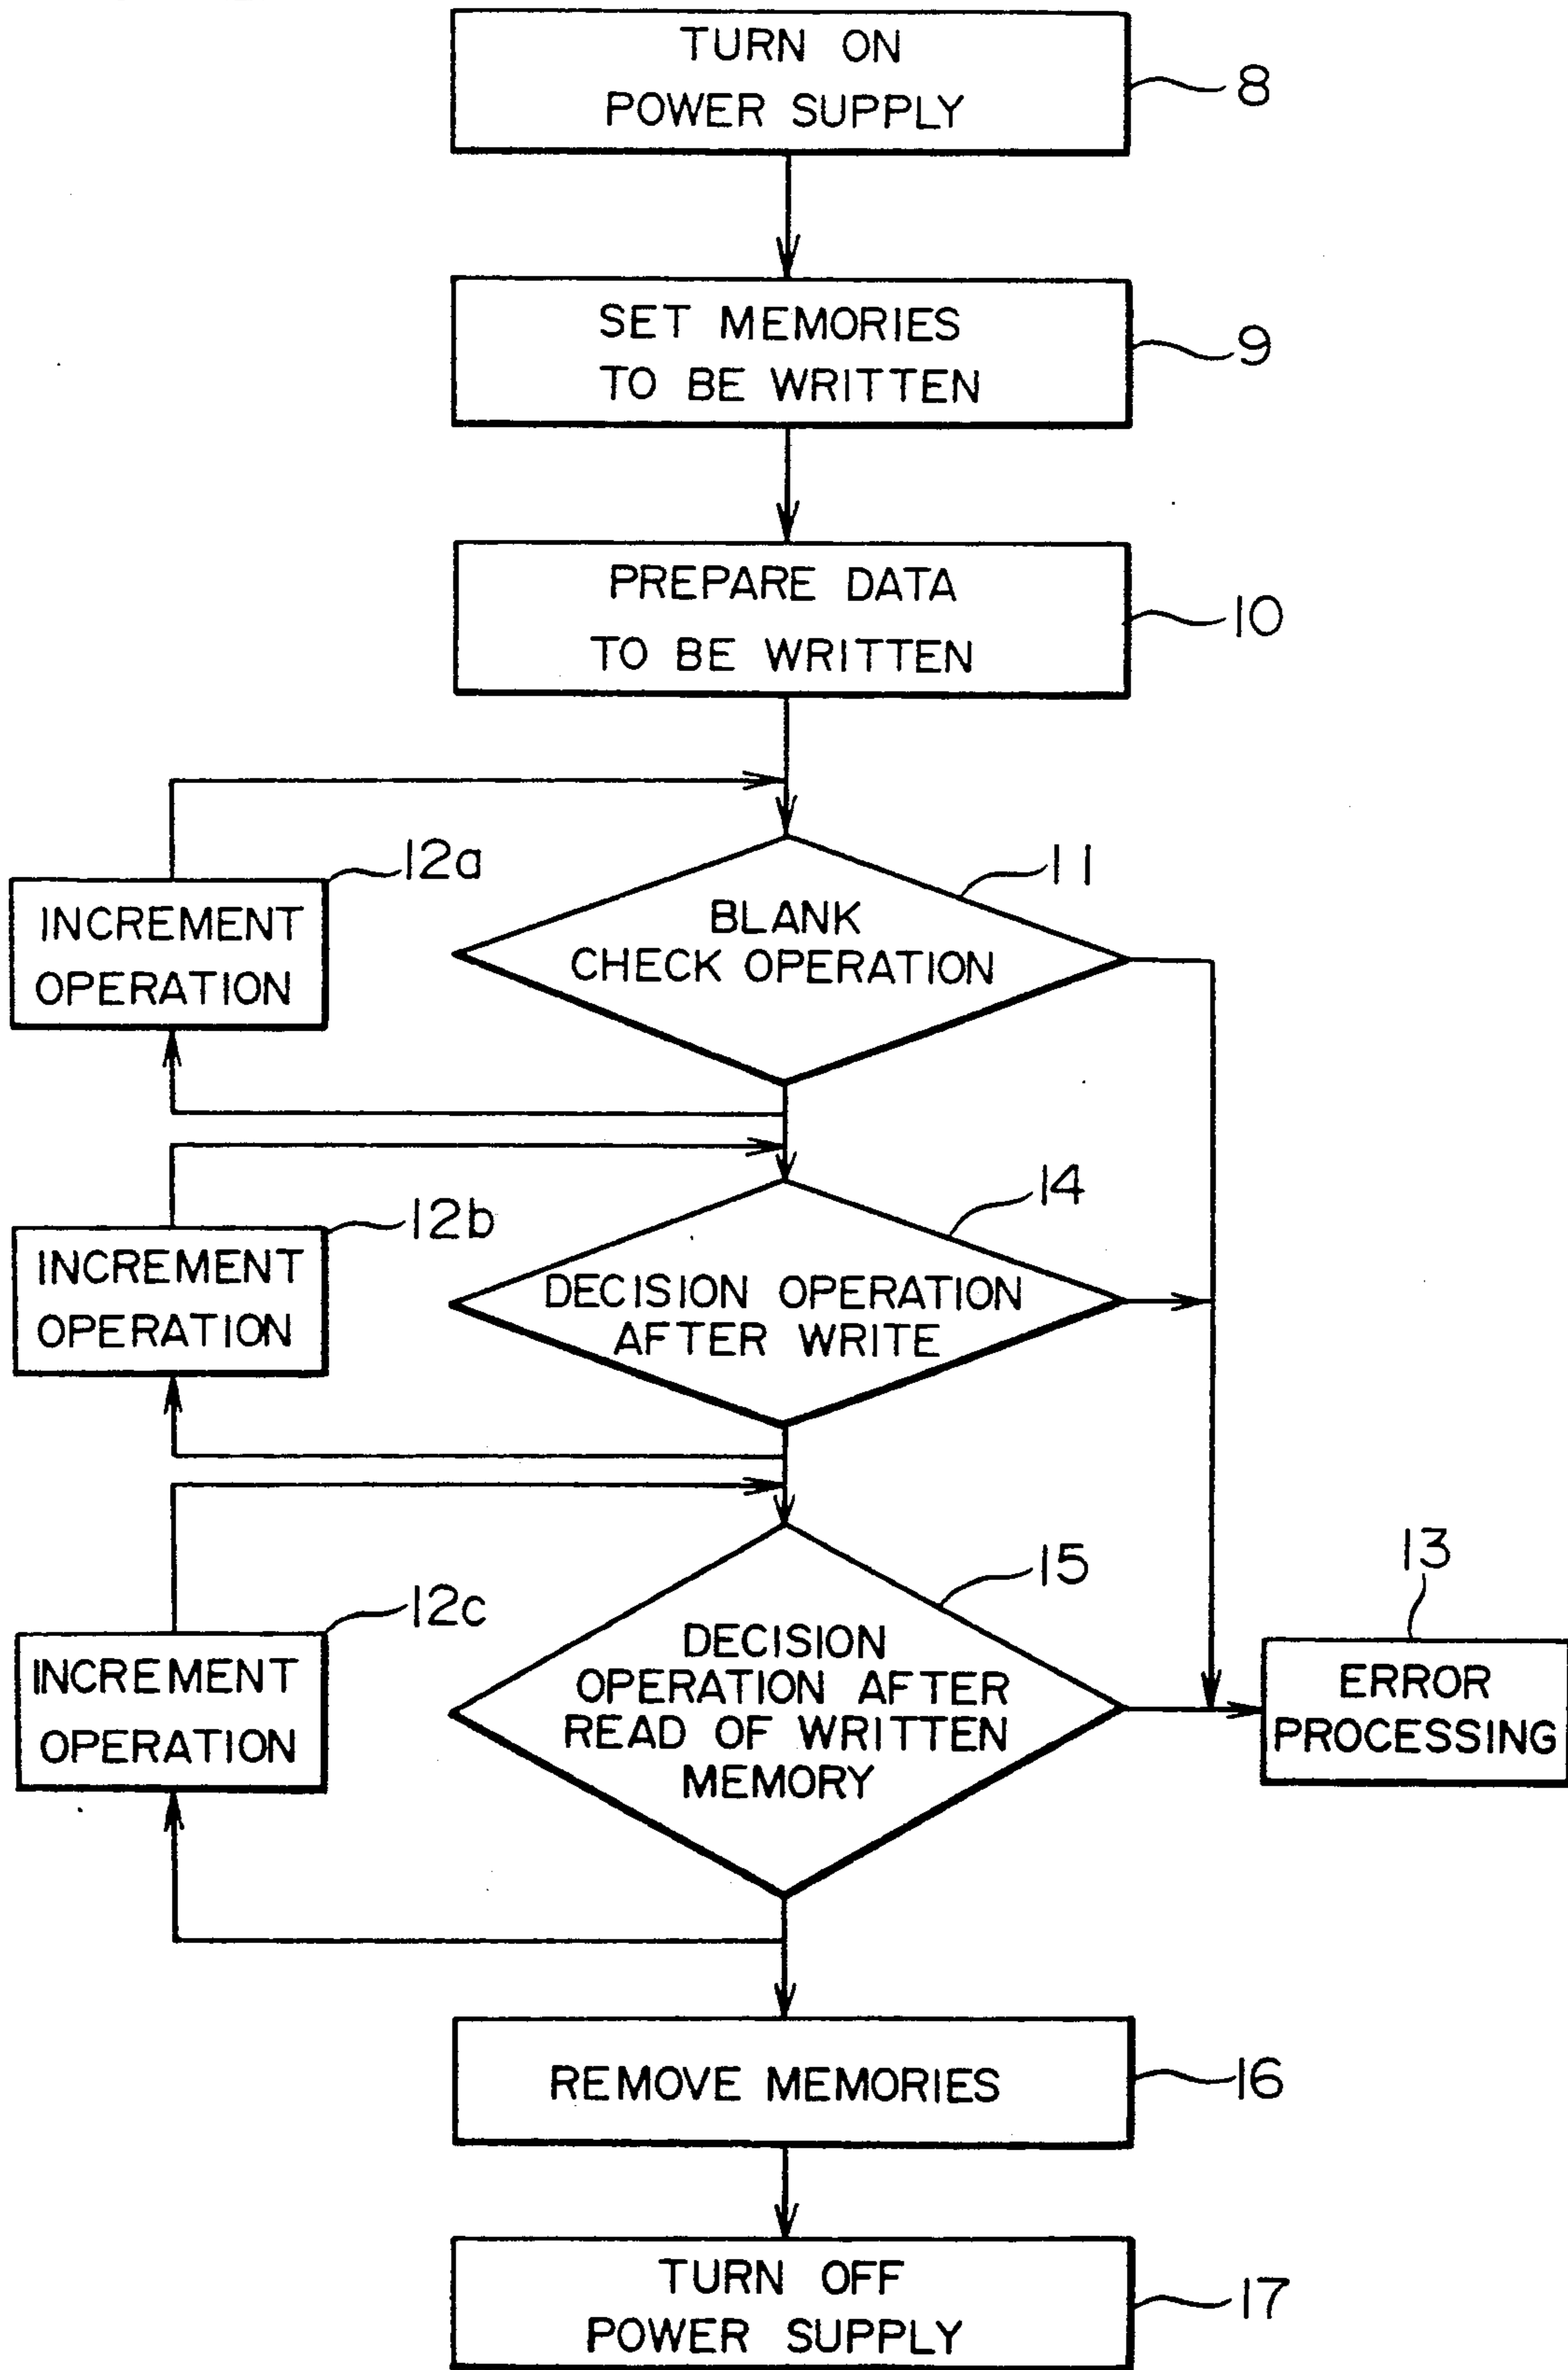 TURN ON
POWER SUPPLY
8
SET MEMORIES
TO BE WRITTEN
9
PREPARE DATA
TO BE WRITTEN
10
12a
INCREMENT
OPERATION
11
BLANK
CHECK OPERATION
12b
INCREMENT
OPERATION
14
DECISION OPERATION
AFTER WRITE
12c
INCREMENT
OPERATION
15
DECISION
OPERATION AFTER
READ OF WRITTEN
MEMORY
13
ERROR
PROCESSING
REMOVE MEMORIES
16
TURN OFF
POWER SUPPLY
17